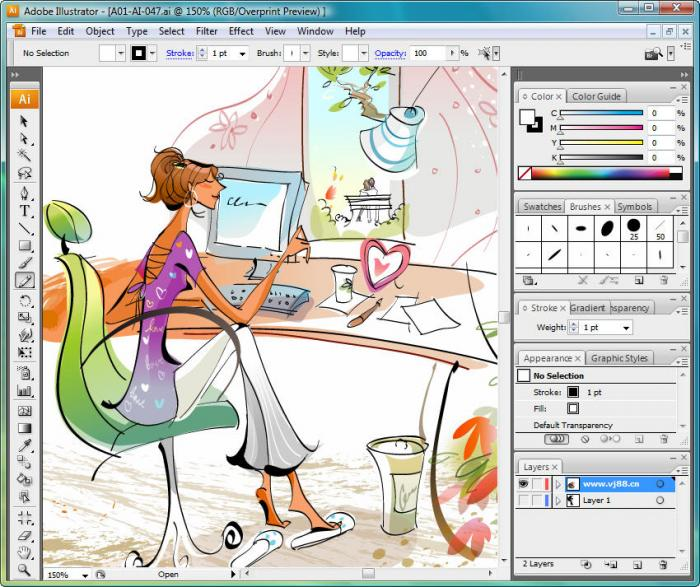 Adobe Illustrator - [A01-AI-047.ai @ 150% (RGB/Overprint Preview) ]
File Edit Object Type Select Filter Effect View Window Help
No Selection Stroke: 1 pt Brush: Style: Opacity: 100 %
Ai
Color × Color Guide
C 0 %
M 0 %
Y 0 %
K 0 %
Swatches Brushes × Symbols
25 50
Stroke × Gradient nsparency
Weight: 1 pt
Appearance × Graphic Styles
No Selection
Stroke: 1 pt
Fill:
Default Transparency
Layers ×
www.vj88.cn
Layer 1
2 Layers
150% Open